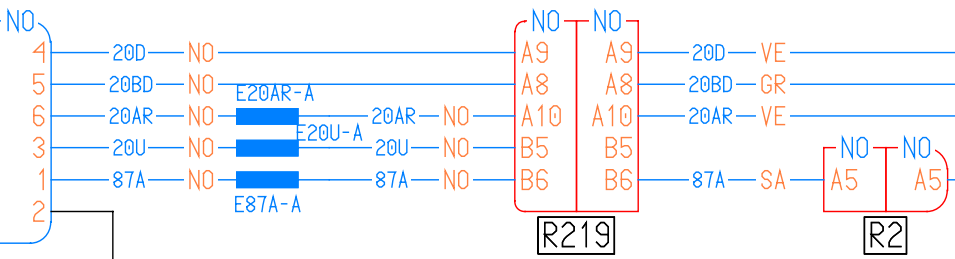 NO NO NO
4 20D NO A9 A9 20D VE
5 20BD NO A8 A8 20BD GR
E20AR-A
6 20AR NO 20AR NO A10 A10 20AR VE
E20U-A
3 20U NO 20U NO B5 B5 NO NO
1 87A NO 87A NO B6 B6 87A SA A5 A5
E87A-A
2
R219 R2